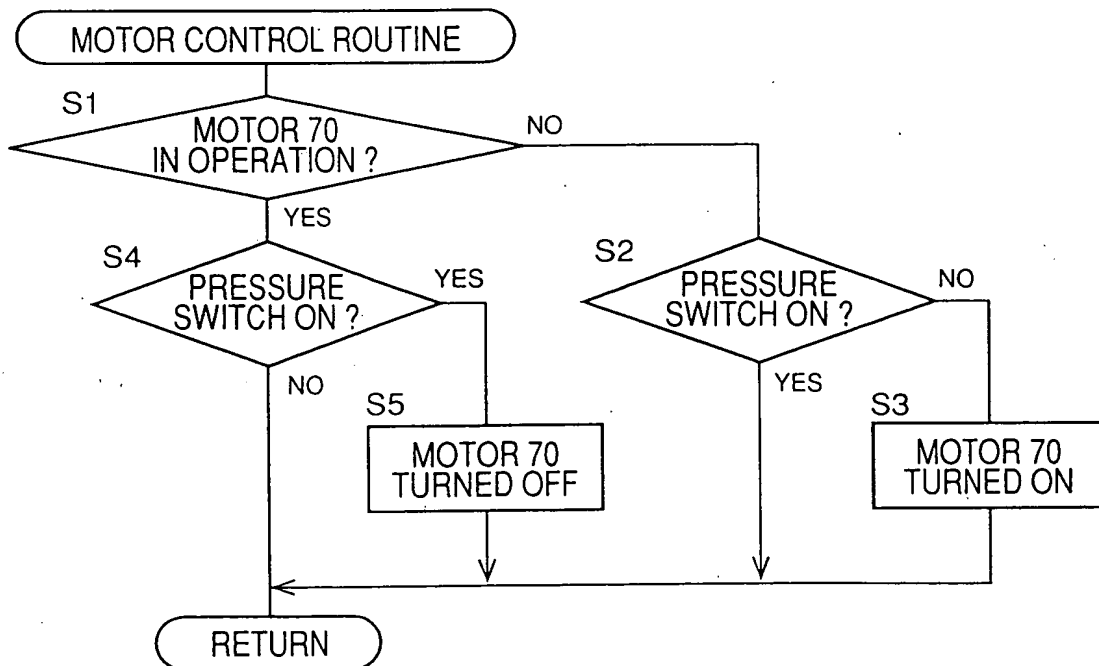 MOTOR CONTROL ROUTINE
S1
MOTOR 70
IN OPERATION ?
NO
YES
S4
PRESSURE
SWITCH ON ?
YES
NO
S2
PRESSURE
SWITCH ON ?
NO
YES
S5
MOTOR 70
TURNED OFF
S3
MOTOR 70
TURNED ON
RETURN